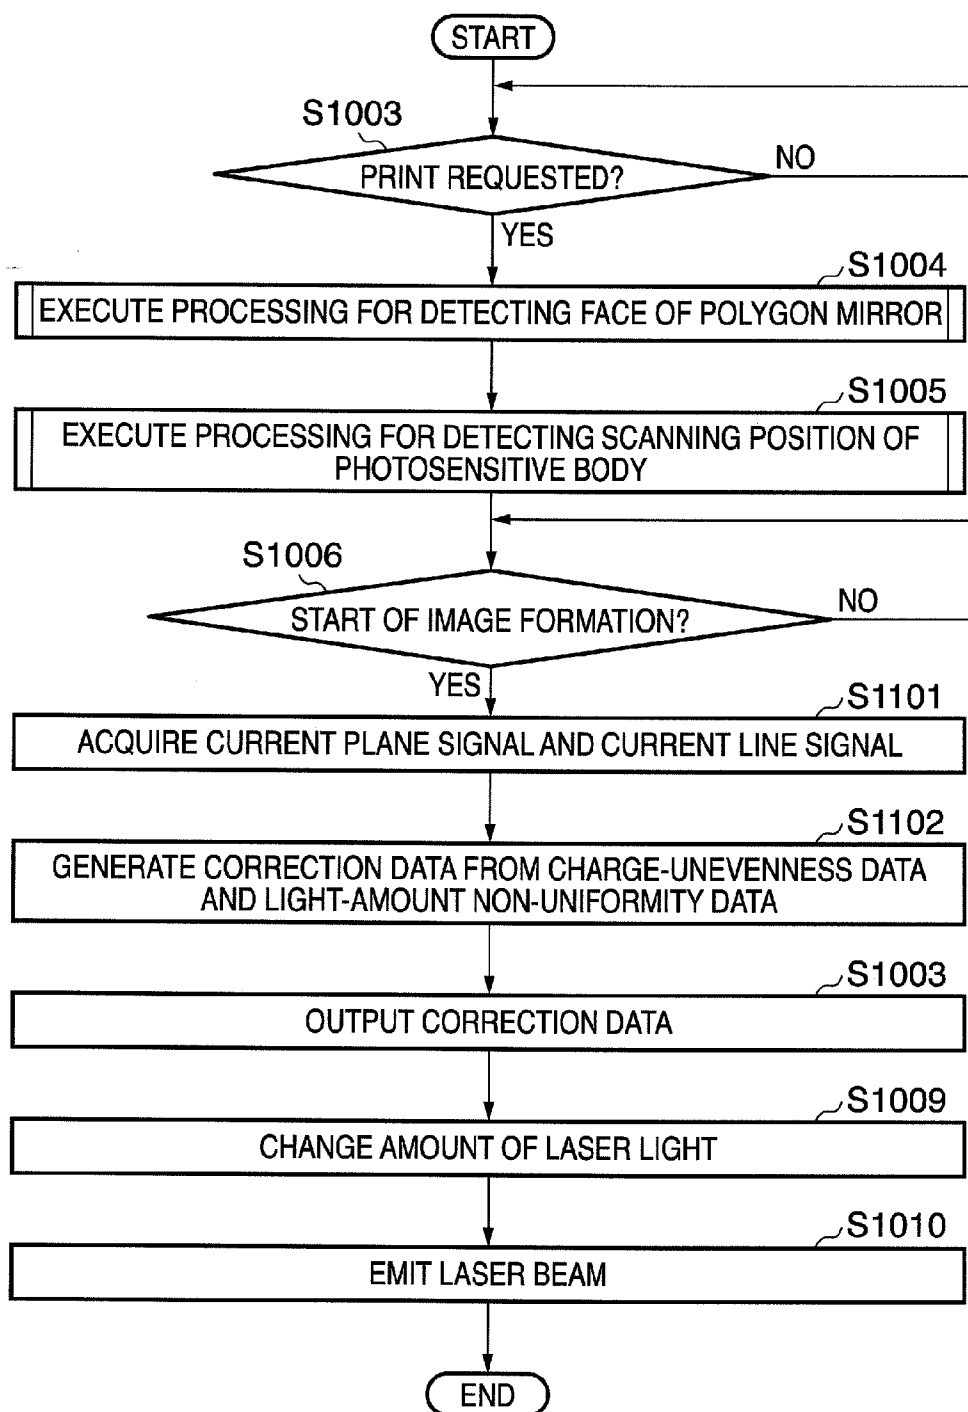 START
S1003
PRINT REQUESTED?
NO
YES
S1004
EXECUTE PROCESSING FOR DETECTING FACE OF POLYGON MIRROR
S1005
EXECUTE PROCESSING FOR DETECTING SCANNING POSITION OF
PHOTOSENSITIVE BODY
S1006
START OF IMAGE FORMATION?
NO
YES
S1101
ACQUIRE CURRENT PLANE SIGNAL AND CURRENT LINE SIGNAL
S1102
GENERATE CORRECTION DATA FROM CHARGE-UNEVENNESS DATA
AND LIGHT-AMOUNT NON-UNIFORMITY DATA
S1003
OUTPUT CORRECTION DATA
S1009
CHANGE AMOUNT OF LASER LIGHT
S1010
EMIT LASER BEAM
END